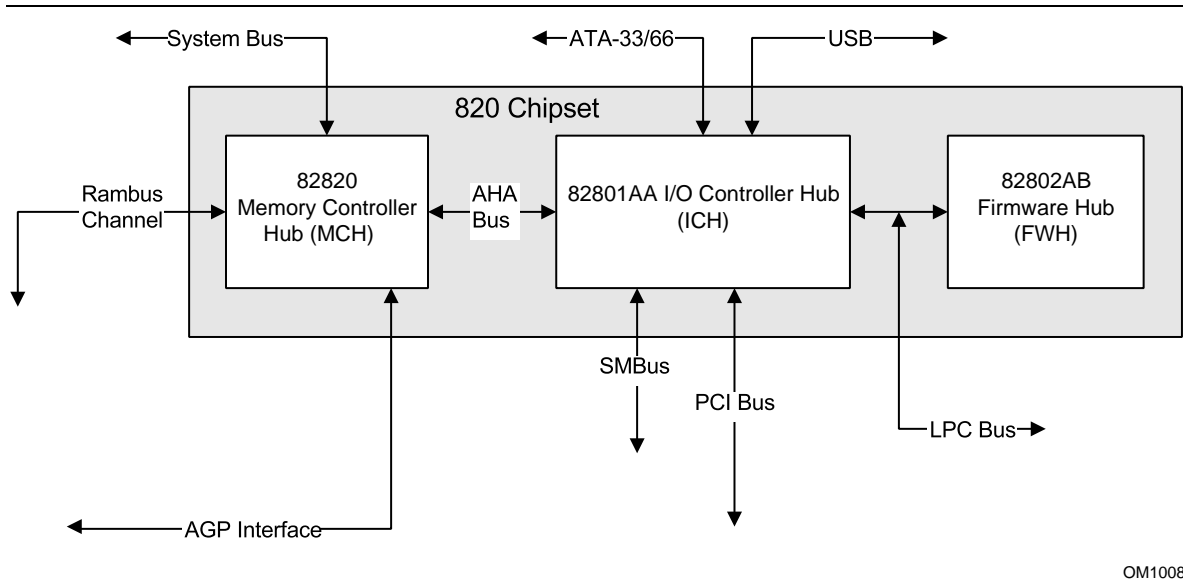 System Bus
ATA-33/66
USB
820 Chipset
Rambus
Channel
82820
Memory Controller
Hub (MCH)
AHA
Bus
82801AA I/O Controller Hub
(ICH)
82802AB
Firmware Hub
(FWH)
SMBus
PCI Bus
LPC Bus
AGP Interface
OM1008